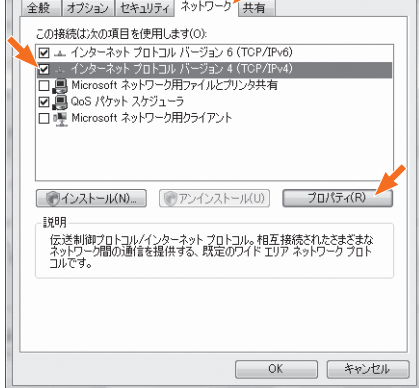 全般 オプション セキュリティ ネットワーク 共有
この接続は次の項目を使用します(O):
インターネット プロトコル バージョン 6 (TCP/IPv6)
インターネット プロトコル バージョン 4 (TCP/IPv4)
Microsoft ネットワーク用ファイルとプリンタ共有
QoS パケット スケジューラ
Microsoft ネットワーク用クライアント
インストール(N)... アンインストール(U) プロパティ(R)
説明
伝送制御プロトコル/インターネット プロトコル。相互接続されたさまざまな
ネットワーク間の通信を提供する、既定のワイド エリア ネットワーク プロト
コルです。
OK キャンセル